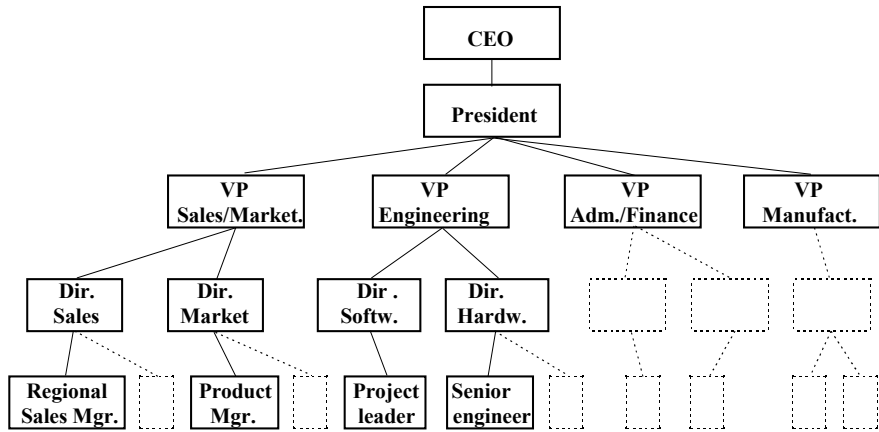 CEO
President
VP
Sales/Market.
VP
Engineering
VP
Adm./Finance
VP
Manufact.
Dir.
Sales
Dir.
Market
Dir .
Softw.
Dir.
Hardw.
Regional
Sales Mgr.
Product
Mgr.
Project
leader
Senior
engineer